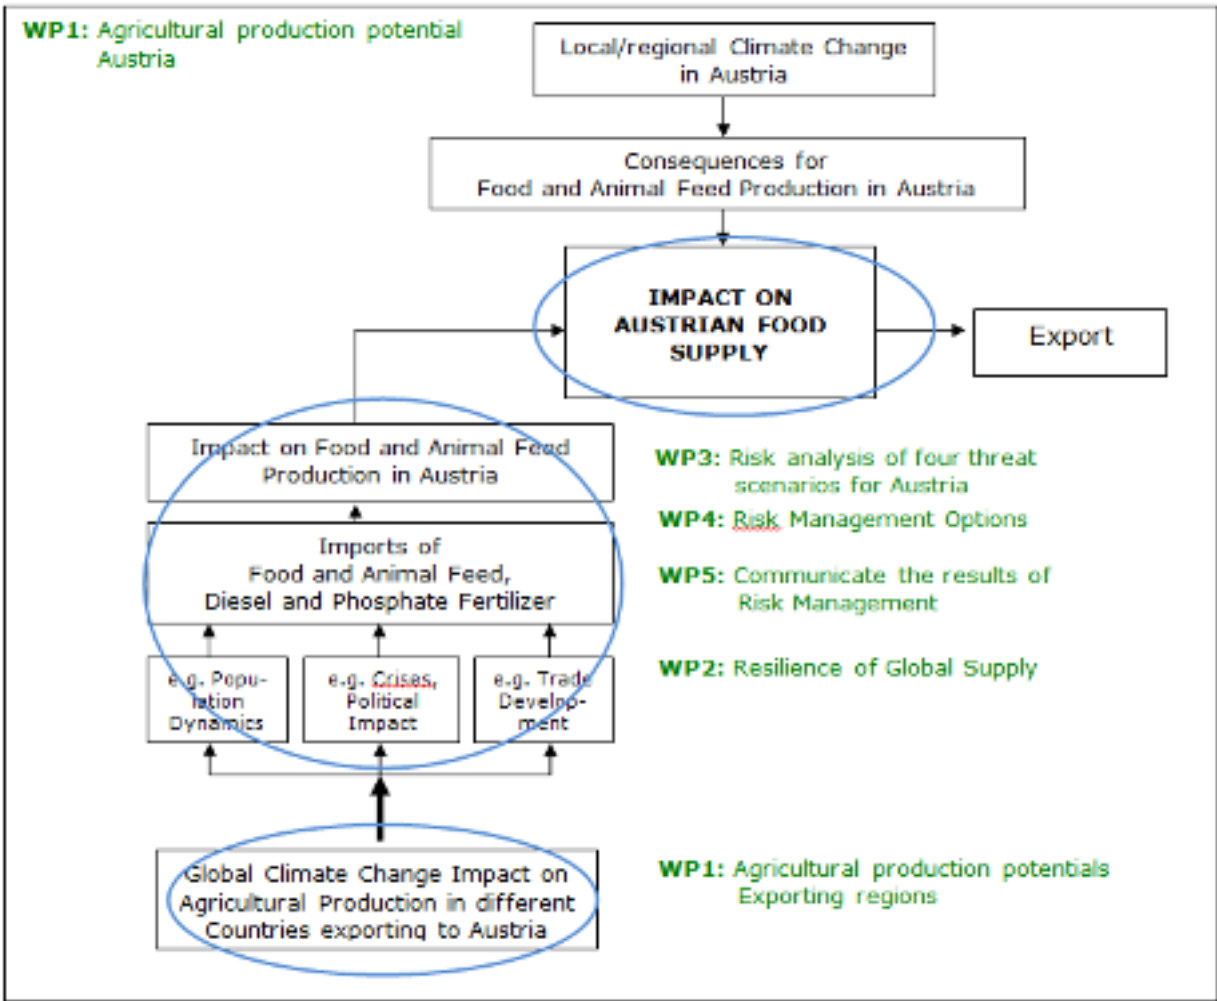 WP1: Agricultural production potential
Austria
Local/regional Climate Change
in Austria
Consequences for
Food and Animal Feed Production in Austria
IMPACT ON
AUSTRIAN FOOD
SUPPLY
Export
Impact on Food and Animal Feed
Production in Austria
Imports of
Food and Animal Feed,
Diesel and Phosphate Fertilizer
e.g. Popu-
lation
Dynamics
e.g. Crises,
Political
Impact
e.g. Trade
Develop-
ment
Global Climate Change Impact on
Agricultural Production in different
Countries exporting to Austria
WP3: Risk analysis of four threat
scenarios for Austria
WP4: Risk Management Options
WP5: Communicate the results of
Risk Management
WP2: Resilience of Global Supply
WP1: Agricultural production potentials
Exporting regions